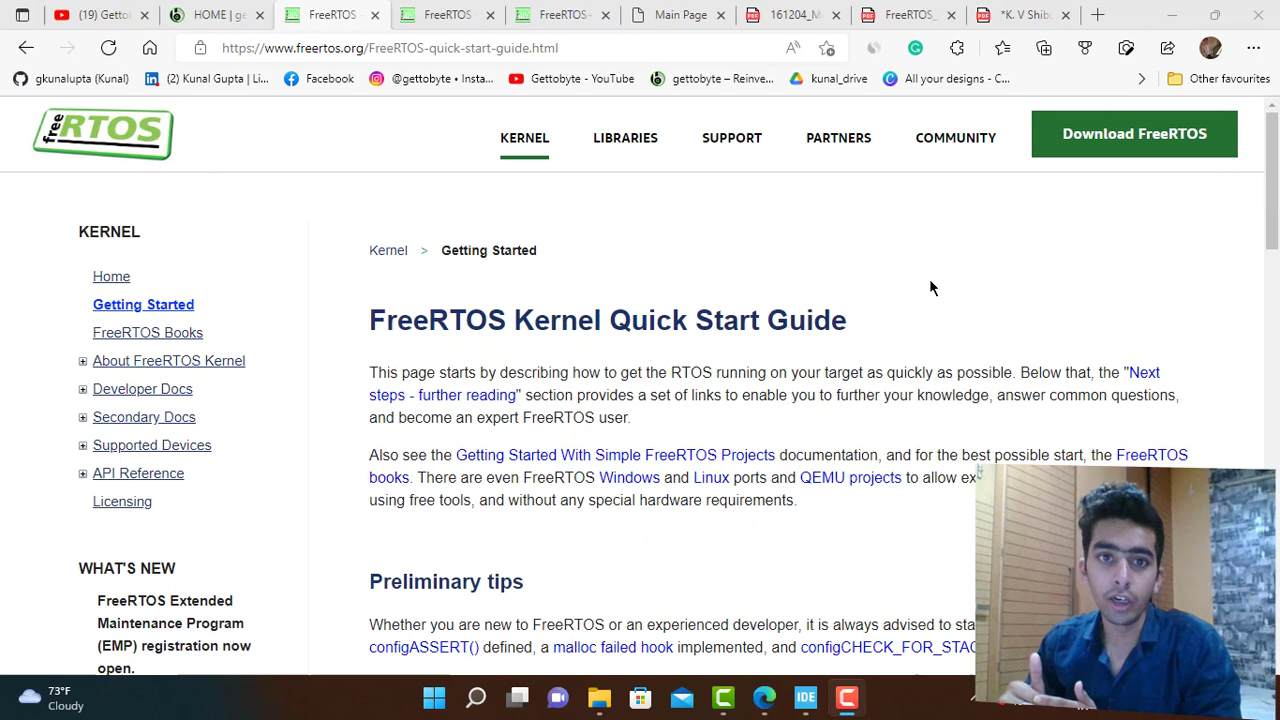 (19) Getto
HOME | ge
FreeRTOS
FreeRTOS
FreeRTOS+
Main Page
161204_M
FreeRTOS_
*K. V Shib
https://www.freertos.org/FreeRTOS-quick-start-guide.html
gkunalupta (Kunal)
(2) Kunal Gupta | Li...
Facebook
@gettobyte • Insta...
Gettobyte - YouTube
gettobyte – Reinve...
kunal_drive
All your designs - C...
Other favourites
free RTOS
KERNEL
LIBRARIES
SUPPORT
PARTNERS
COMMUNITY
Download FreeRTOS
KERNEL
Home
Getting Started
FreeRTOS Books
About FreeRTOS Kernel
Developer Docs
Secondary Docs
Supported Devices
API Reference
Licensing
WHAT'S NEW
FreeRTOS Extended
Maintenance Program
(EMP) registration now
open.
Kernel > Getting Started
FreeRTOS Kernel Quick Start Guide
This page starts by describing how to get the RTOS running on your target as quickly as possible. Below that, the "Next
steps - further reading" section provides a set of links to enable you to further your knowledge, answer common questions,
and become an expert FreeRTOS user.
Also see the Getting Started With Simple FreeRTOS Projects documentation, and for the best possible start, the FreeRTOS
books. There are even FreeRTOS Windows and Linux ports and QEMU projects to allow ex
using free tools, and without any special hardware requirements.
Preliminary tips
Whether you are new to FreeRTOS or an experienced developer, it is always advised to sta
configASSERT() defined, a malloc failed hook implemented, and configCHECK_FOR_STAC
73°F
Cloudy
IDE